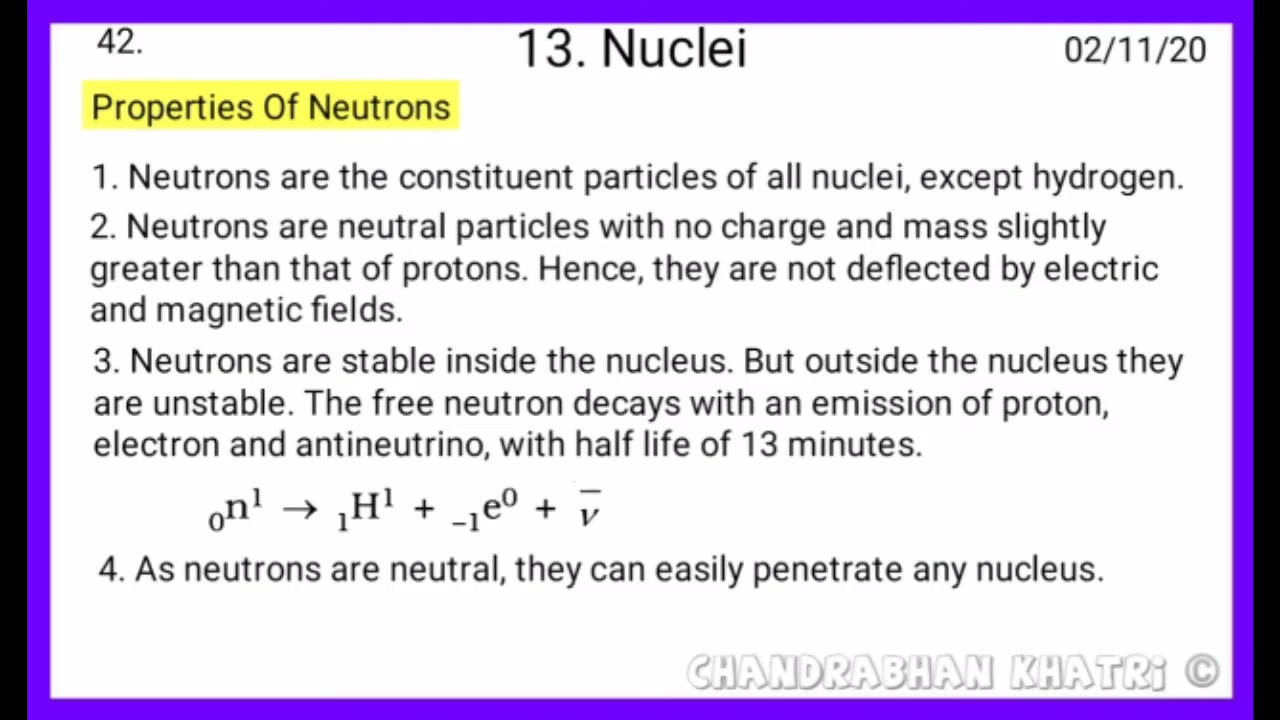 42.
13. Nuclei
02/11/20
Properties Of Neutrons
1. Neutrons are the constituent particles of all nuclei, except hydrogen.
2. Neutrons are neutral particles with no charge and mass slightly
greater than that of protons. Hence, they are not deflected by electric
and magnetic fields.
3. Neutrons are stable inside the nucleus. But outside the nucleus they
are unstable. The free neutron decays with an emission of proton,
electron and antineutrino, with half life of 13 minutes.
₀n¹ → ₁H¹ + ₋₁e⁰ + ν̅
4. As neutrons are neutral, they can easily penetrate any nucleus.
CHANDRABHAN KHATRi ©